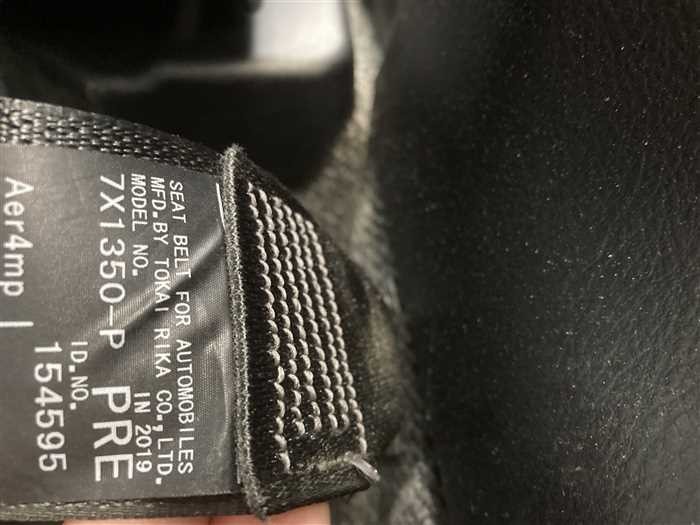 SEAT BELT FOR AUTOMOBILES
MFD.BY TOKAI RIKA CO.,LTD.
MODEL NO. IN 2019
7X1350-P PRE
ID.NO.
154595
Aer4mp |